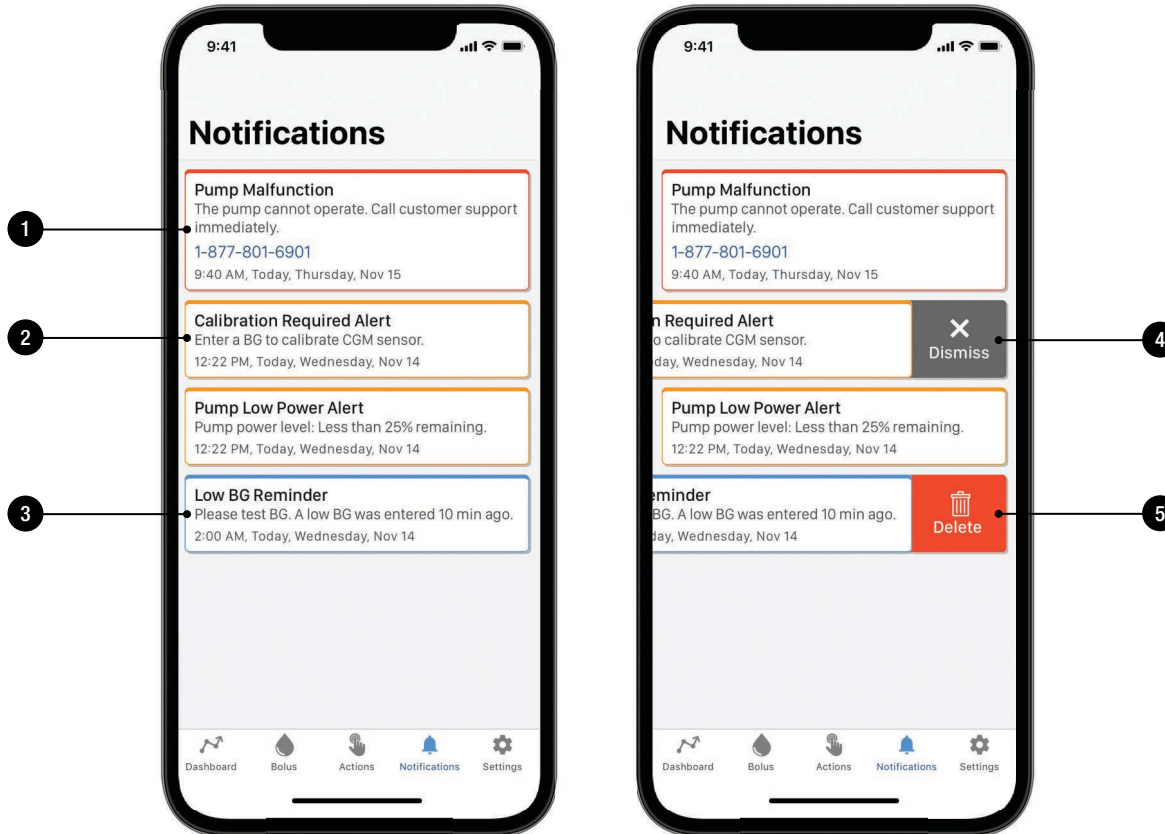 9:41
Notifications
Pump Malfunction
The pump cannot operate. Call customer support
immediately.
1-877-801-6901
9:40 AM, Today, Thursday, Nov 15
Calibration Required Alert
Enter a BG to calibrate CGM sensor.
12:22 PM, Today, Wednesday, Nov 14
Pump Low Power Alert
Pump power level: Less than 25% remaining.
12:22 PM, Today, Wednesday, Nov 14
Low BG Reminder
Please test BG. A low BG was entered 10 min ago.
2:00 AM, Today, Wednesday, Nov 14
Dashboard
Bolus
Actions
Notifications
Settings
1
2
3
9:41
Notifications
Pump Malfunction
The pump cannot operate. Call customer support
immediately.
1-877-801-6901
9:40 AM, Today, Thursday, Nov 15
n Required Alert
o calibrate CGM sensor.
day, Wednesday, Nov 14
Dismiss
Pump Low Power Alert
Pump power level: Less than 25% remaining.
12:22 PM, Today, Wednesday, Nov 14
eminder
BG. A low BG was entered 10 min ago.
day, Wednesday, Nov 14
Delete
Dashboard
Bolus
Actions
Notifications
Settings
4
5